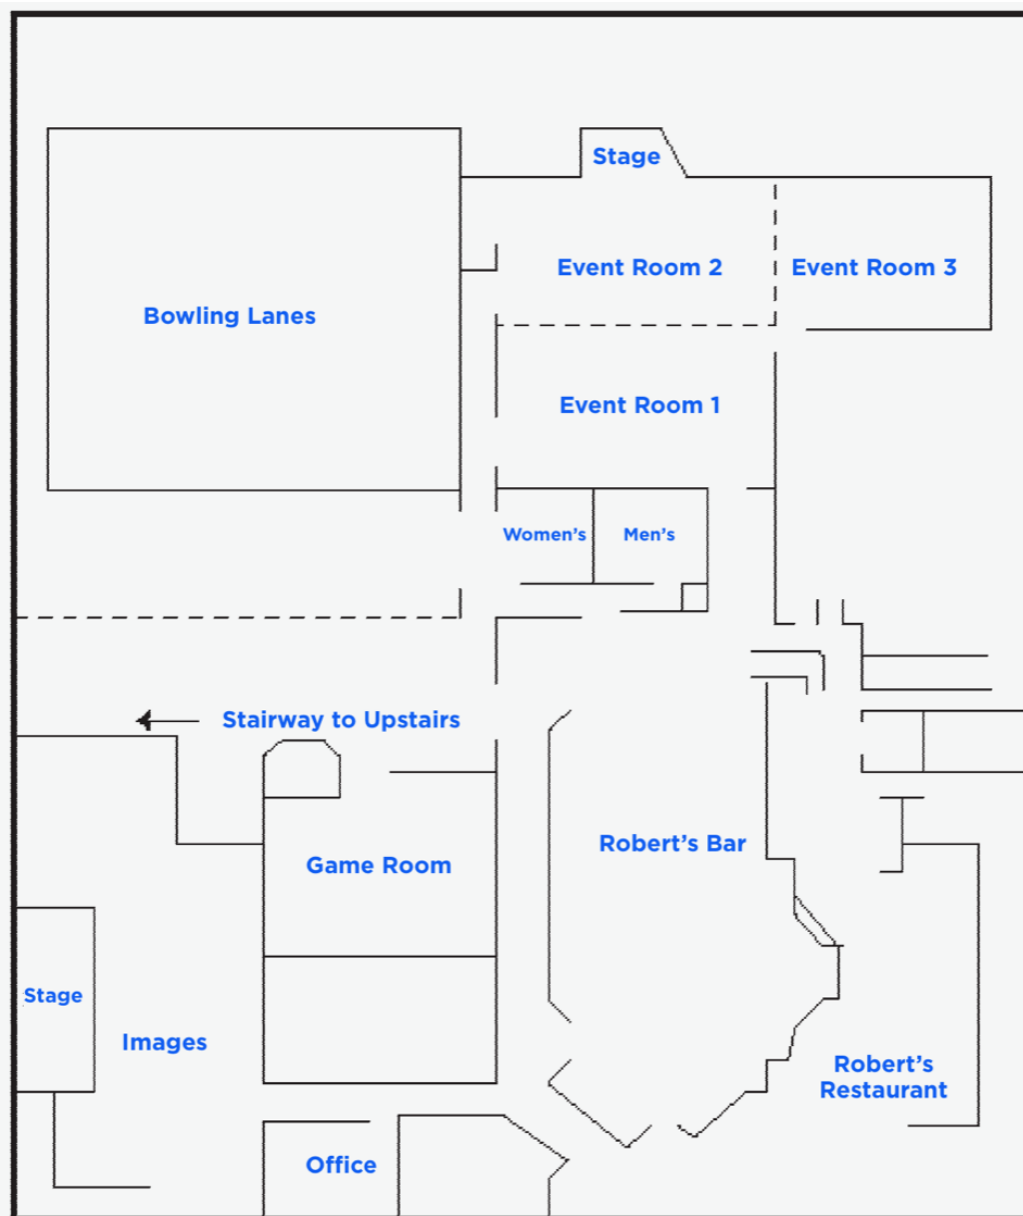 Stage
Event Room 2
Event Room 3
Bowling Lanes
Event Room 1
Women's
Men's
Stairway to Upstairs
Robert's Bar
Game Room
Stage
Images
Robert's
Restaurant
Office